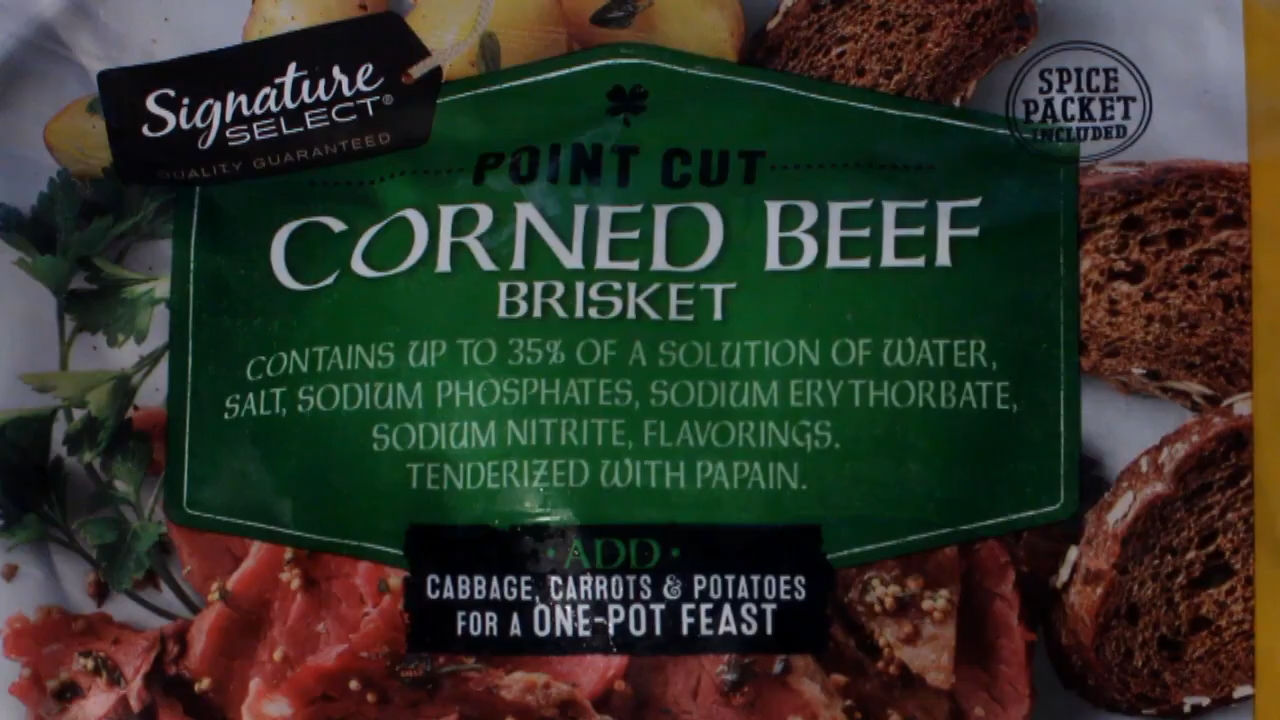 Signature
SELECT®
QUALITY GUARANTEED
SPICE
PACKET
INCLUDED
POINT CUT
CORNED BEEF
BRISKET
CONTAINS UP TO 35% OF A SOLUTION OF WATER,
SALT, SODIUM PHOSPHATES, SODIUM ERYTHORBATE,
SODIUM NITRITE, FLAVORINGS.
TENDERIZED WITH PAPAIN.
• ADD •
CABBAGE, CARROTS & POTATOES
FOR A ONE-POT FEAST